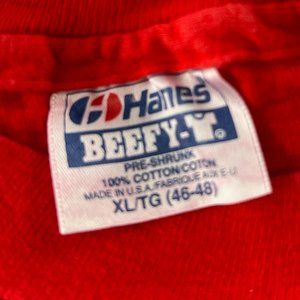 Hanes
BEEFY-T
PRE-SHRUNK
100% COTTON/COTON
MADE IN U.S.A./FABRIQUE AUX E-U
XL/TG (46-48)